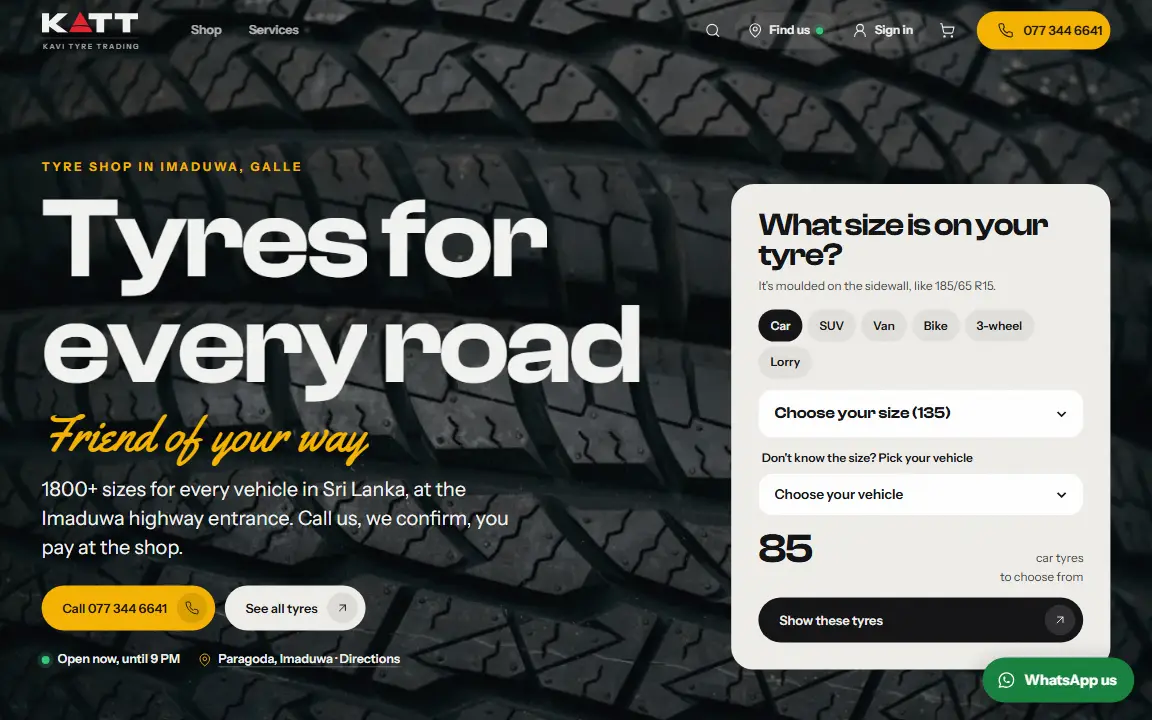 KATT
KAVI TYRE TRADING
Shop
Services
Find us
Sign in
077 344 6641
TYRE SHOP IN IMADUWA, GALLE
Tyres for
every road
Friend of your way
1800+ sizes for every vehicle in Sri Lanka, at the
Imaduwa highway entrance. Call us, we confirm, you
pay at the shop.
Call 077 344 6641
See all tyres
Open now, until 9 PM
Paragoda, Imaduwa · Directions
What size is on your
tyre?
It's moulded on the sidewall, like 185/65 R15.
Car
SUV
Van
Bike
3-wheel
Lorry
Choose your size (135)
Don't know the size? Pick your vehicle
Choose your vehicle
85
car tyres
to choose from
Show these tyres
WhatsApp us